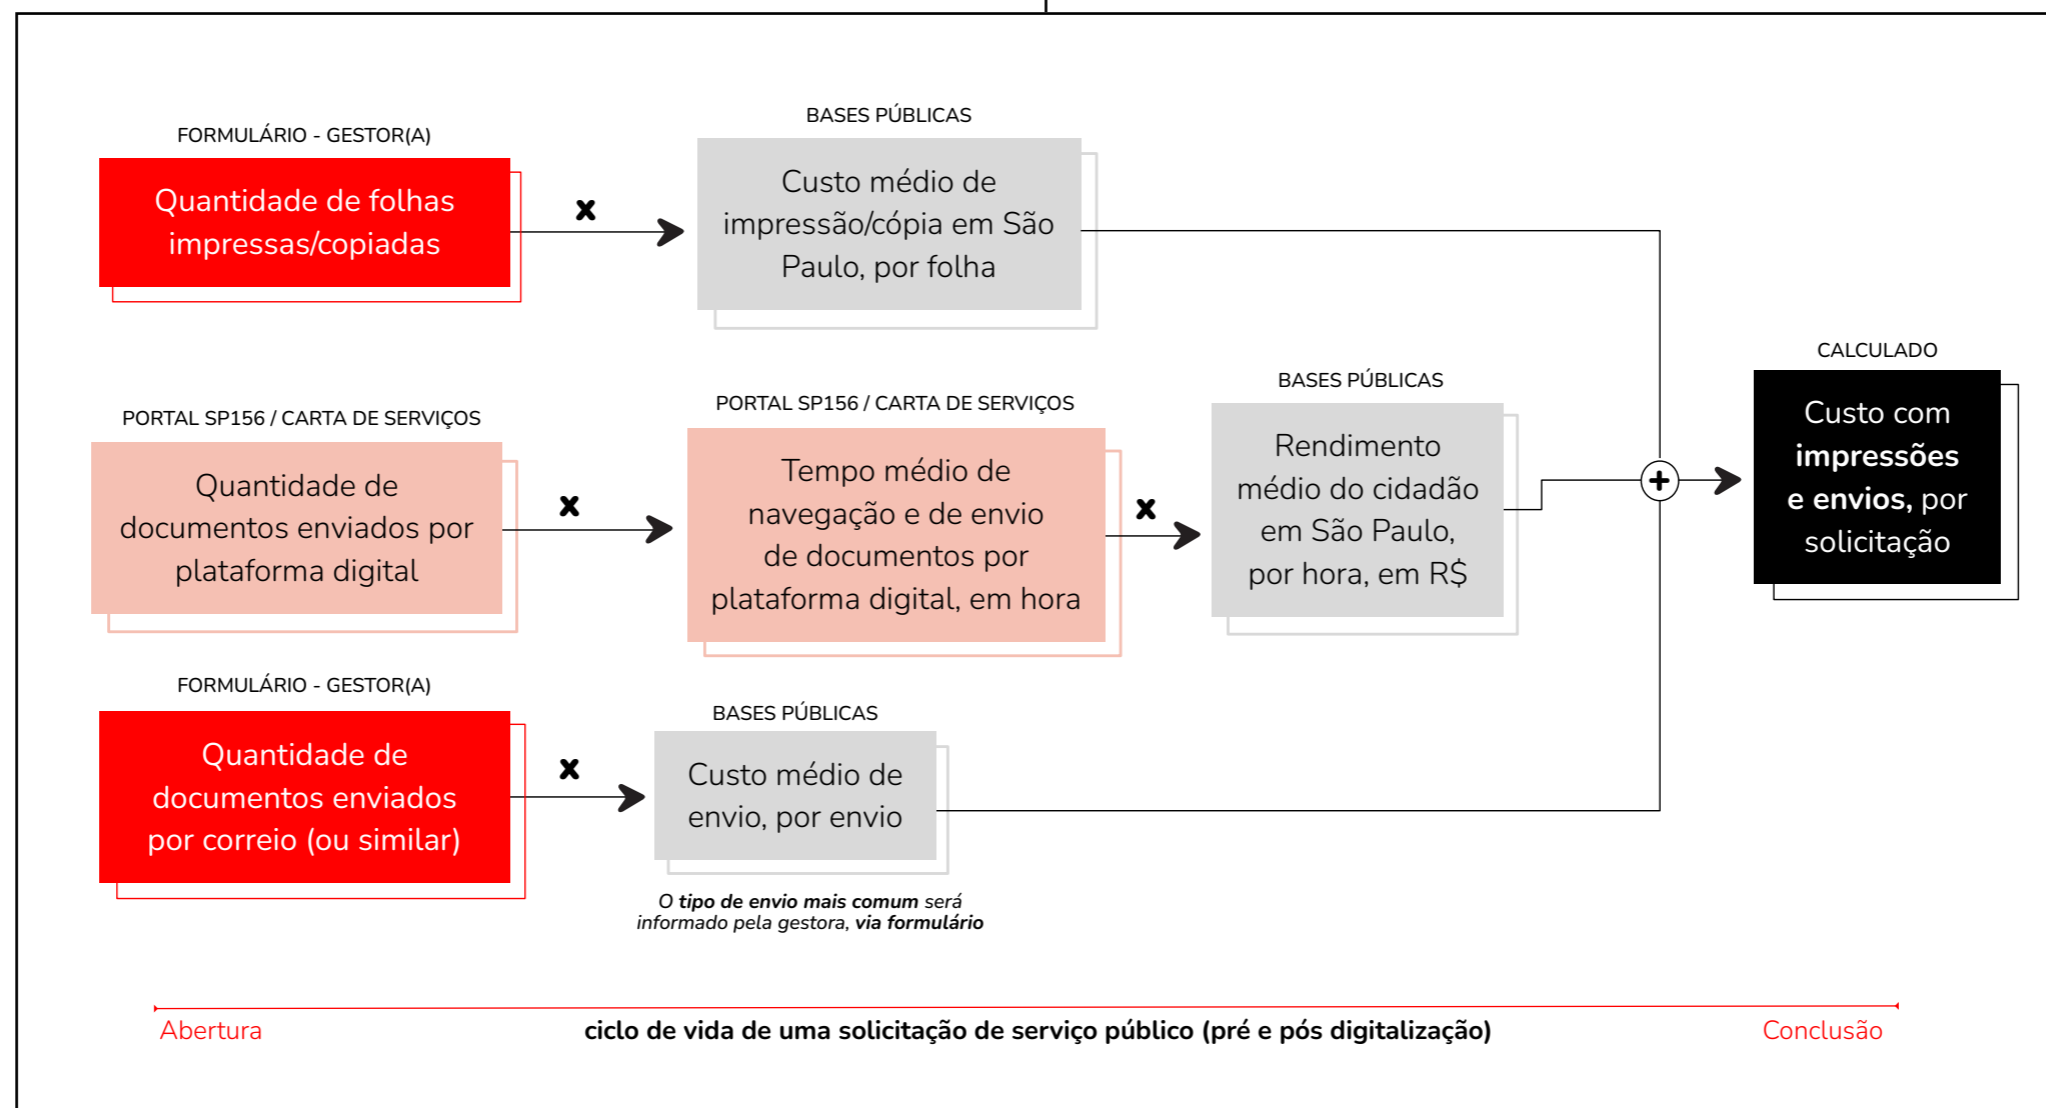 FORMULÁRIO - GESTOR(A)
Quantidade de folhas
impressas/copiadas
x
BASES PÚBLICAS
Custo médio de
impressão/cópia em São
Paulo, por folha
PORTAL SP156 / CARTA DE SERVIÇOS
Quantidade de
documentos enviados por
plataforma digital
x
PORTAL SP156 / CARTA DE SERVIÇOS
Tempo médio de
navegação e de envio
de documentos por
plataforma digital, em hora
x
BASES PÚBLICAS
Rendimento
médio do cidadão
em São Paulo,
por hora, em R$
+
CALCULADO
Custo com
impressões
e envios, por
solicitação
FORMULÁRIO - GESTOR(A)
Quantidade de
documentos enviados
por correio (ou similar)
x
BASES PÚBLICAS
Custo médio de
envio, por envio
O tipo de envio mais comum será
informado pela gestora, via formulário
Abertura
ciclo de vida de uma solicitação de serviço público (pré e pós digitalização)
Conclusão